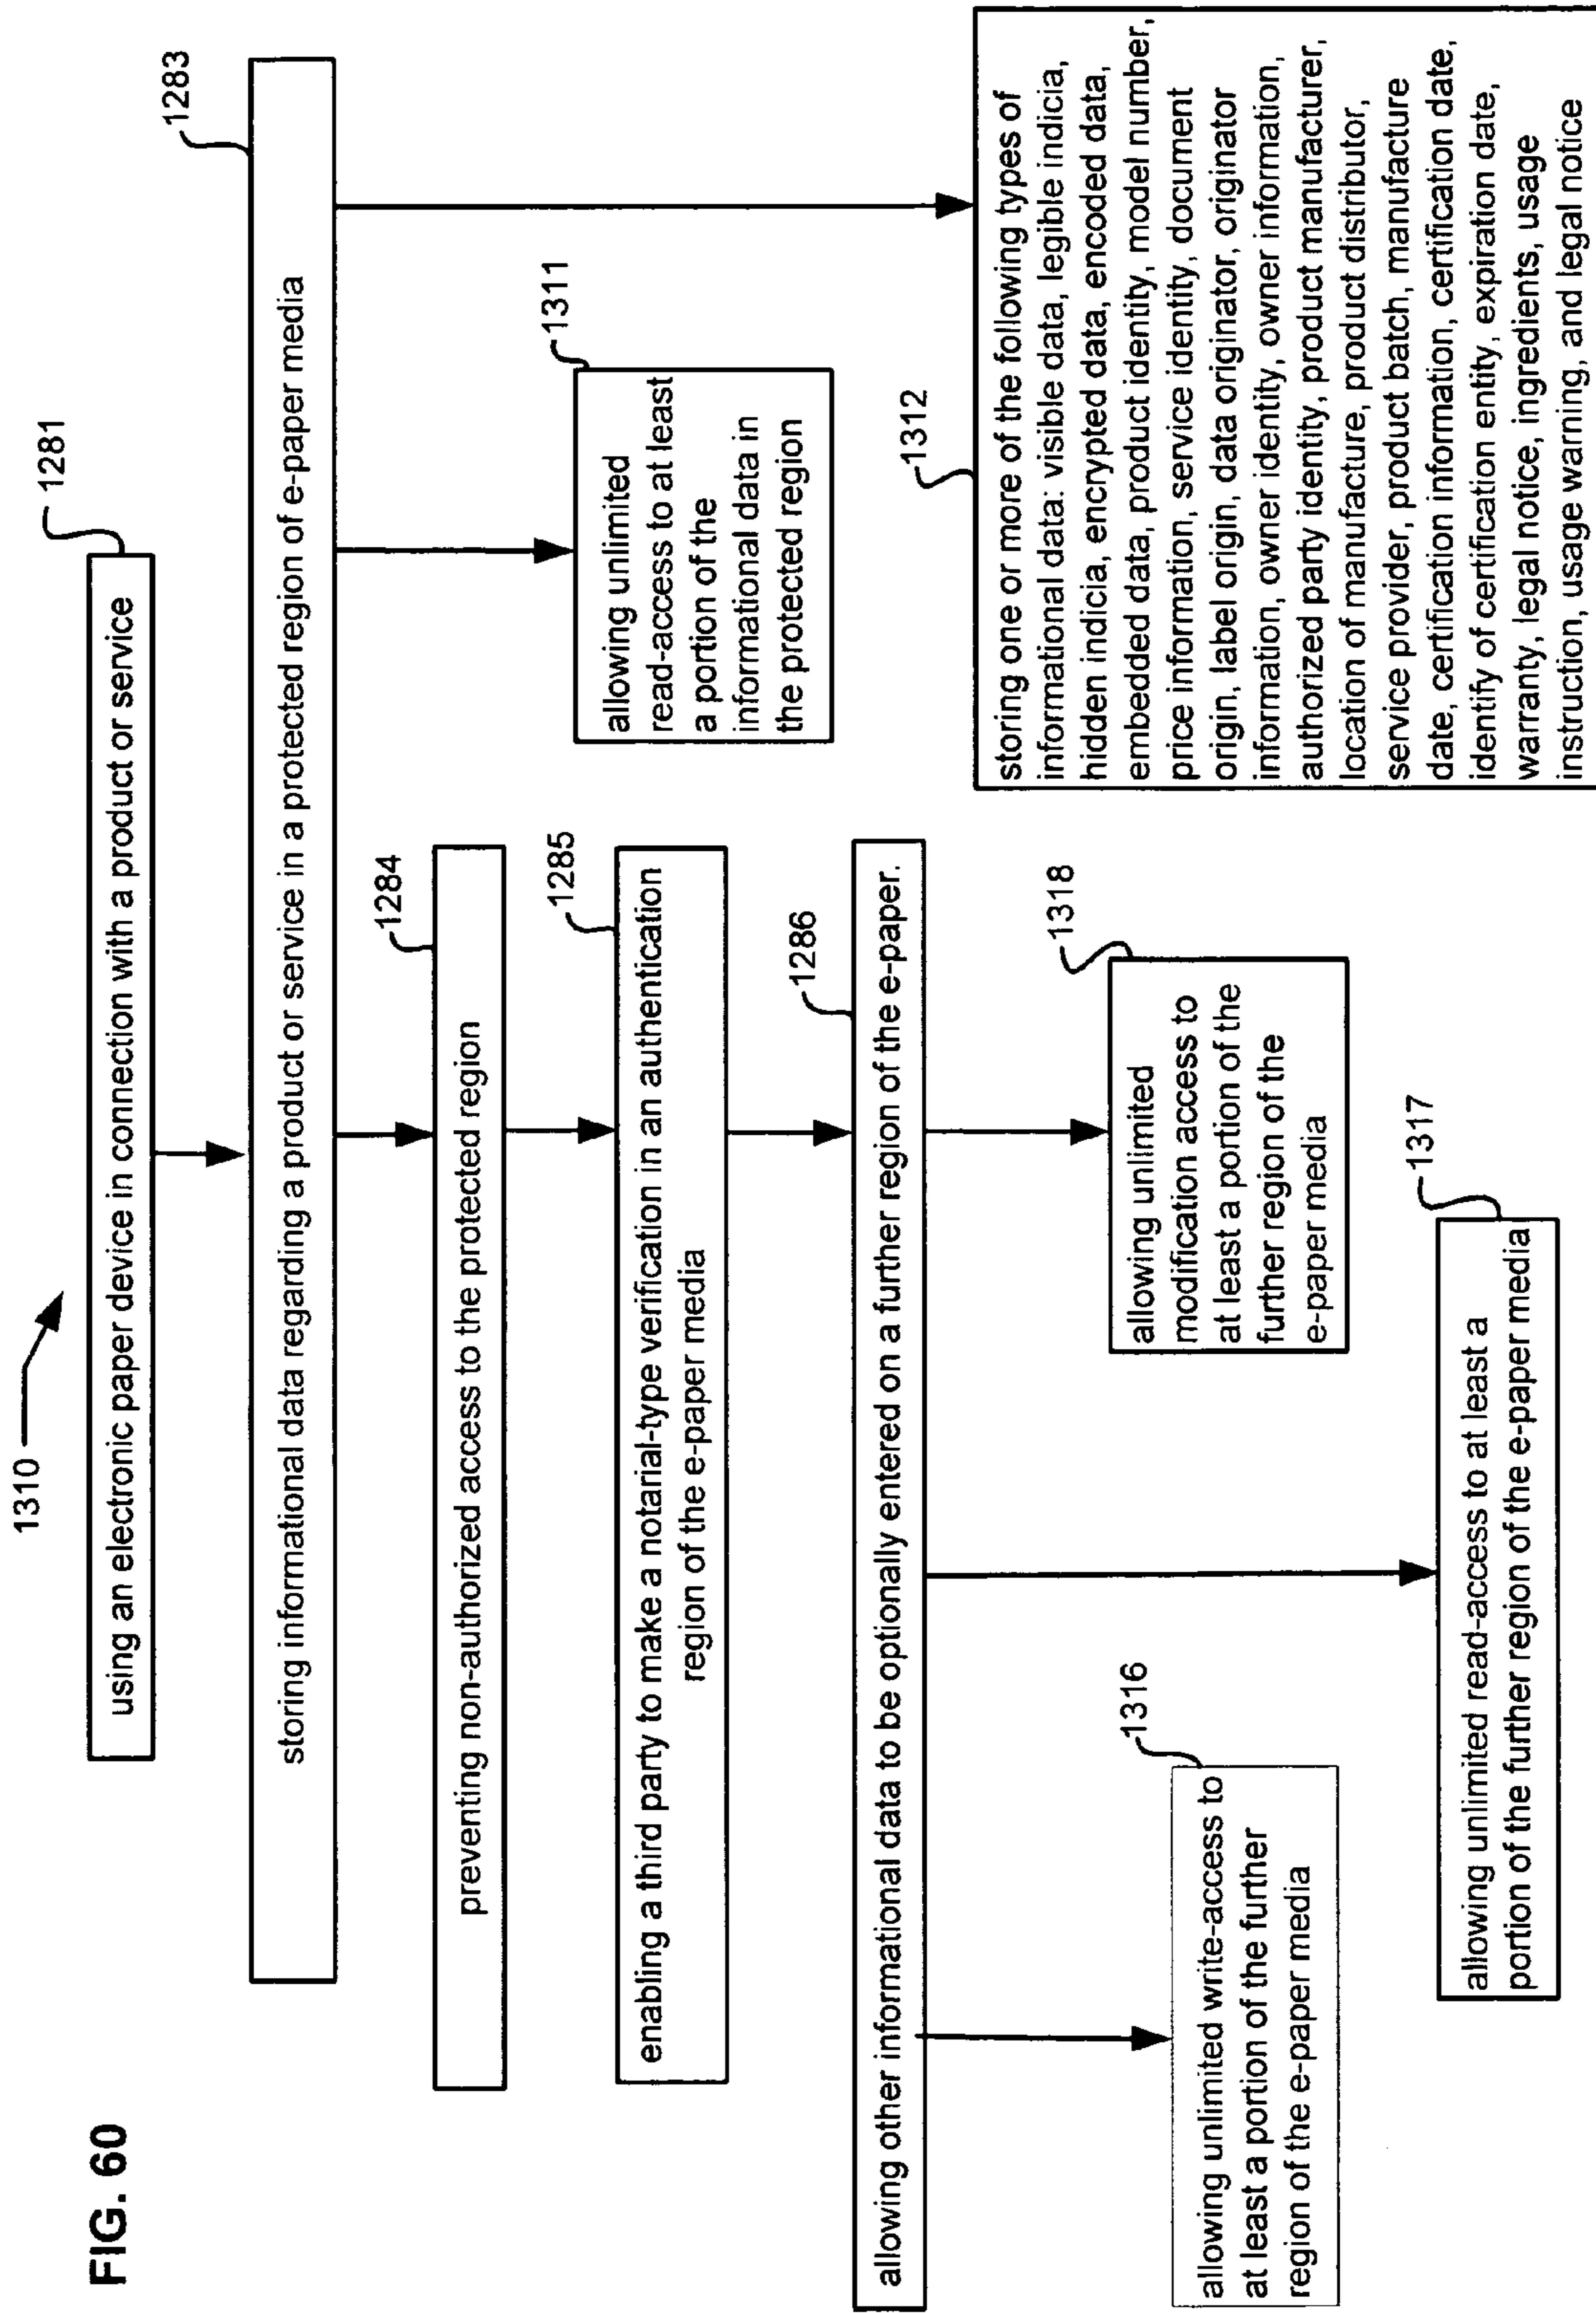 FIG. 60
1310
1281
using an electronic paper device in connection with a product or service
1283
storing informational data regarding a product or service in a protected region of e-paper media
1284
preventing non-authorized access to the protected region
1311
allowing unlimited
read-access to at least
a portion of the
informational data in
the protected region
1285
enabling a third party to make a notarial-type verification in an authentication
region of the e-paper media
1286
allowing other informational data to be optionally entered on a further region of the e-paper.
1312
storing one or more of the following types of
informational data: visible data, legible indicia,
hidden indicia, encrypted data, encoded data,
embedded data, product identity, model number,
price information, service identity, document
origin, label origin, data originator, originator
information, owner identity, owner information,
authorized party identity, product manufacturer,
location of manufacture, product distributor,
service provider, product batch, manufacture
date, certification information, certification date,
identify of certification entity, expiration date,
warranty, legal notice, ingredients, usage
instruction, usage warning, and legal notice
1316
allowing unlimited write-access to
at least a portion of the further
region of the e-paper media
1318
allowing unlimited
modification access to
at least a portion of the
further region of the
e-paper media
1317
allowing unlimited read-access to at least a
portion of the further region of the e-paper media